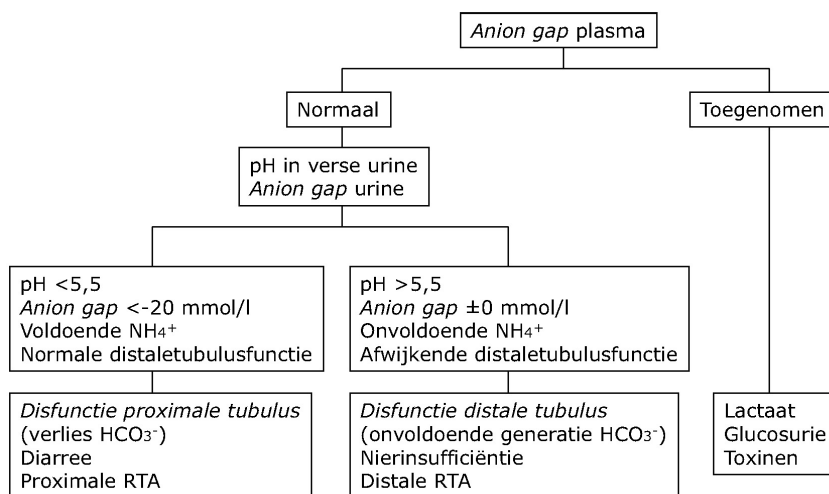 Anion gap plasma
Normaal
Toegenomen
pH in verse urine
Anion gap urine
pH <5,5
Anion gap <-20 mmol/l
Voldoende NH₄⁺
Normale distaletubulusfunctie
pH >5,5
Anion gap ±0 mmol/l
Onvoldoende NH₄⁺
Afwijkende distaletubulusfunctie
Disfunctie proximale tubulus
(verlies HCO₃⁻)
Diarree
Proximale RTA
Disfunctie distale tubulus
(onvoldoende generatie HCO₃⁻)
Nierinsufficiëntie
Distale RTA
Lactaat
Glucosurie
Toxinen